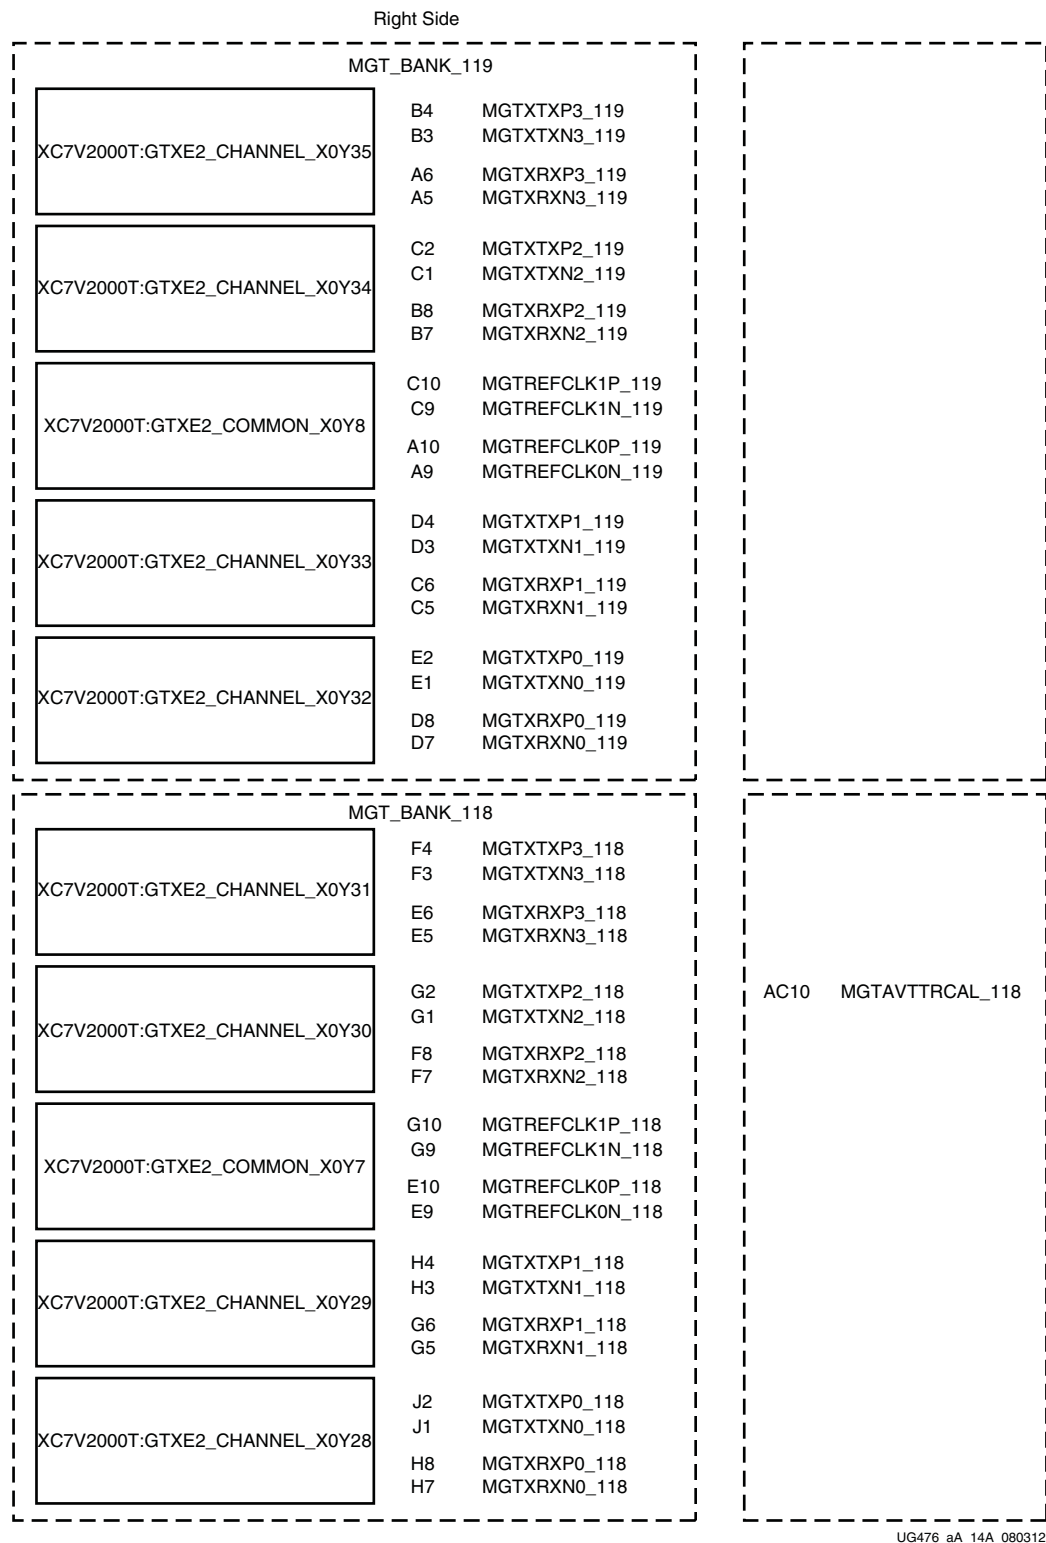 Right Side
MGT_BANK_119
XC7V2000T:GTXE2_CHANNEL_X0Y35
B4 MGTXTXP3_119
B3 MGTXTXN3_119
A6 MGTXRXP3_119
A5 MGTXRXN3_119
XC7V2000T:GTXE2_CHANNEL_X0Y34
C2 MGTXTXP2_119
C1 MGTXTXN2_119
B8 MGTXRXP2_119
B7 MGTXRXN2_119
XC7V2000T:GTXE2_COMMON_X0Y8
C10 MGTREFCLK1P_119
C9 MGTREFCLK1N_119
A10 MGTREFCLK0P_119
A9 MGTREFCLK0N_119
XC7V2000T:GTXE2_CHANNEL_X0Y33
D4 MGTXTXP1_119
D3 MGTXTXN1_119
C6 MGTXRXP1_119
C5 MGTXRXN1_119
XC7V2000T:GTXE2_CHANNEL_X0Y32
E2 MGTXTXP0_119
E1 MGTXTXN0_119
D8 MGTXRXP0_119
D7 MGTXRXN0_119
MGT_BANK_118
XC7V2000T:GTXE2_CHANNEL_X0Y31
F4 MGTXTXP3_118
F3 MGTXTXN3_118
E6 MGTXRXP3_118
E5 MGTXRXN3_118
XC7V2000T:GTXE2_CHANNEL_X0Y30
G2 MGTXTXP2_118
G1 MGTXTXN2_118
F8 MGTXRXP2_118
F7 MGTXRXN2_118
XC7V2000T:GTXE2_COMMON_X0Y7
G10 MGTREFCLK1P_118
G9 MGTREFCLK1N_118
E10 MGTREFCLK0P_118
E9 MGTREFCLK0N_118
XC7V2000T:GTXE2_CHANNEL_X0Y29
H4 MGTXTXP1_118
H3 MGTXTXN1_118
G6 MGTXRXP1_118
G5 MGTXRXN1_118
XC7V2000T:GTXE2_CHANNEL_X0Y28
J2 MGTXTXP0_118
J1 MGTXTXN0_118
H8 MGTXRXP0_118
H7 MGTXRXN0_118
AC10 MGTAVTTRCAL_118
UG476_aA_14A_080312